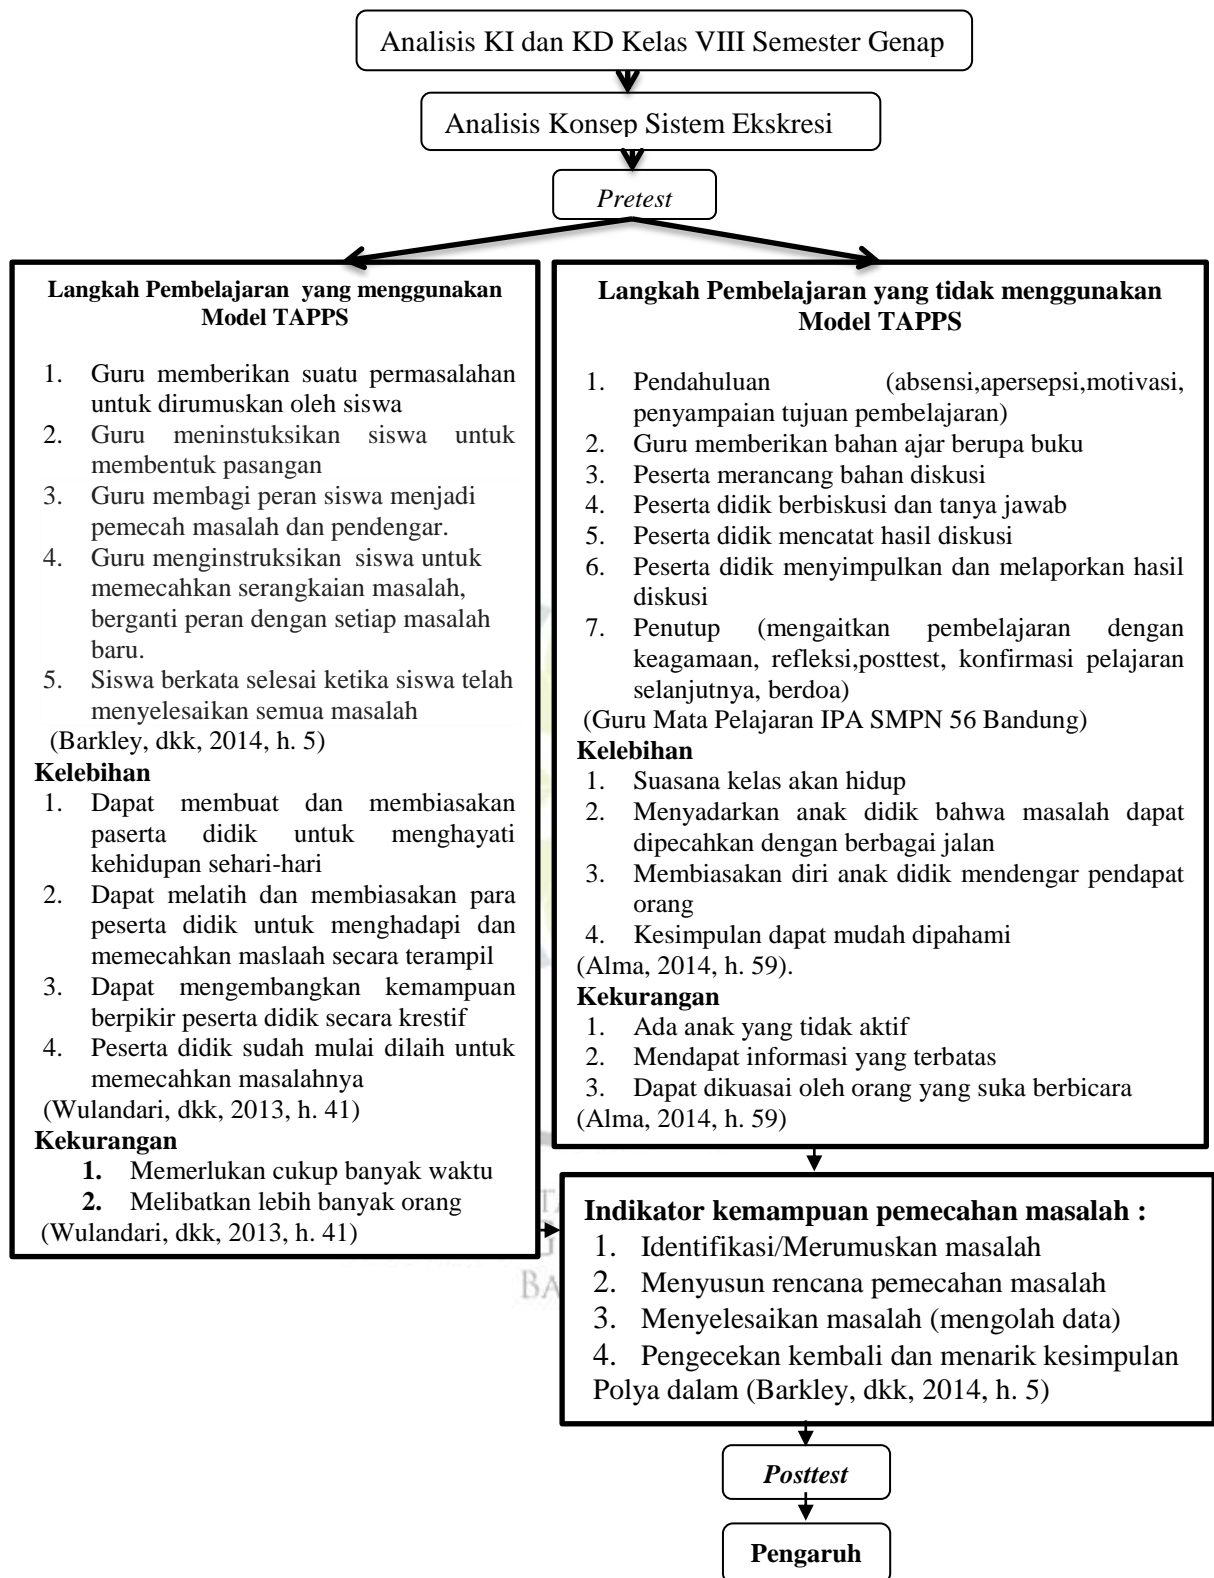 Analisis KI dan KD Kelas VIII Semester Genap
Analisis Konsep Sistem Ekskresi
Pretest
Langkah Pembelajaran yang menggunakan
Model TAPPS
1. Guru memberikan suatu permasalahan
untuk dirumuskan oleh siswa
2. Guru meninstuksikan siswa untuk
membentuk pasangan
3. Guru membagi peran siswa menjadi
pemecah masalah dan pendengar.
4. Guru menginstruksikan siswa untuk
memecahkan serangkaian masalah,
berganti peran dengan setiap masalah
baru.
5. Siswa berkata selesai ketika siswa telah
menyelesaikan semua masalah
(Barkley, dkk, 2014, h. 5)
Kelebihan
1. Dapat membuat dan membiasakan
paserta didik untuk menghayati
kehidupan sehari-hari
2. Dapat melatih dan membiasakan para
peserta didik untuk menghadapi dan
memecahkan maslaah secara terampil
3. Dapat mengembangkan kemampuan
berpikir peserta didik secara krestif
4. Peserta didik sudah mulai dilaih untuk
memecahkan masalahnya
(Wulandari, dkk, 2013, h. 41)
Kekurangan
1. Memerlukan cukup banyak waktu
2. Melibatkan lebih banyak orang
(Wulandari, dkk, 2013, h. 41)
Langkah Pembelajaran yang tidak menggunakan
Model TAPPS
1. Pendahuluan (absensi,apersepsi,motivasi,
penyampaian tujuan pembelajaran)
2. Guru memberikan bahan ajar berupa buku
3. Peserta merancang bahan diskusi
4. Peserta didik berbiskusi dan tanya jawab
5. Peserta didik mencatat hasil diskusi
6. Peserta didik menyimpulkan dan melaporkan hasil
diskusi
7. Penutup (mengaitkan pembelajaran dengan
keagamaan, refleksi,posttest, konfirmasi pelajaran
selanjutnya, berdoa)
(Guru Mata Pelajaran IPA SMPN 56 Bandung)
Kelebihan
1. Suasana kelas akan hidup
2. Menyadarkan anak didik bahwa masalah dapat
dipecahkan dengan berbagai jalan
3. Membiasakan diri anak didik mendengar pendapat
orang
4. Kesimpulan dapat mudah dipahami
(Alma, 2014, h. 59).
Kekurangan
1. Ada anak yang tidak aktif
2. Mendapat informasi yang terbatas
3. Dapat dikuasai oleh orang yang suka berbicara
(Alma, 2014, h. 59)
Indikator kemampuan pemecahan masalah :
1. Identifikasi/Merumuskan masalah
2. Menyusun rencana pemecahan masalah
3. Menyelesaikan masalah (mengolah data)
4. Pengecekan kembali dan menarik kesimpulan
Polya dalam (Barkley, dkk, 2014, h. 5)
Posttest
Pengaruh